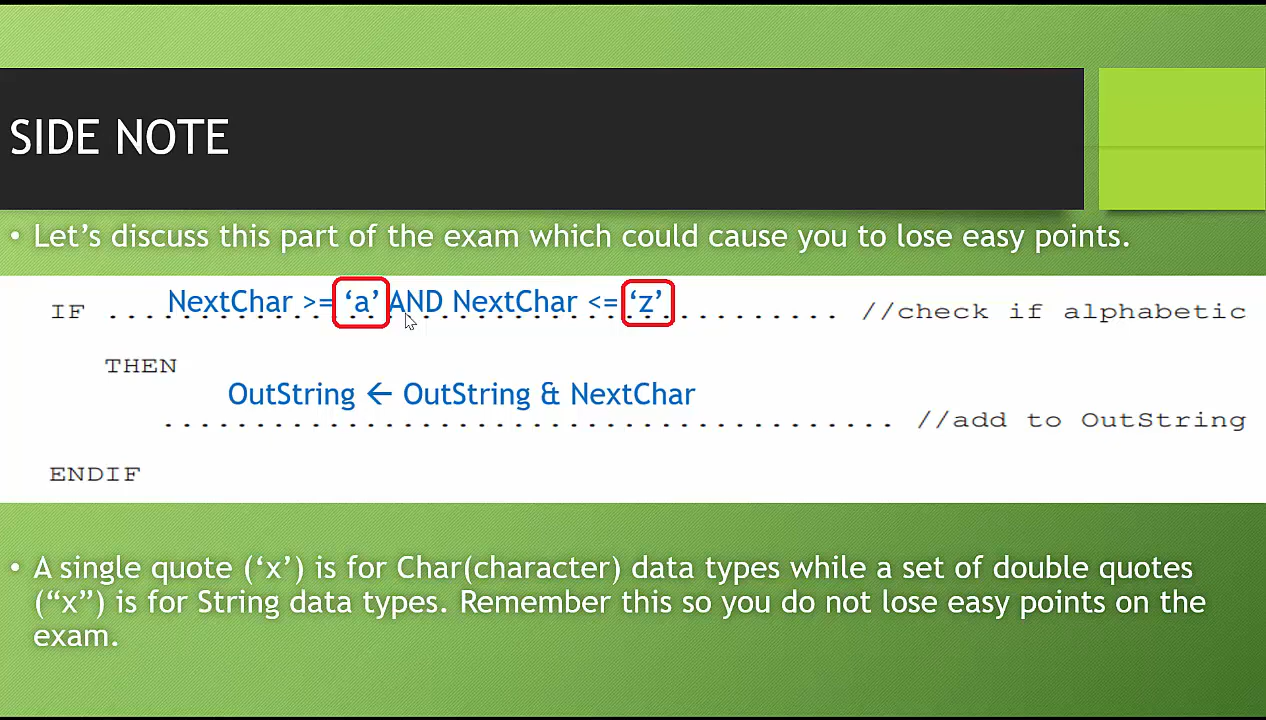 SIDE NOTE
• Let’s discuss this part of the exam which could cause you to lose easy points.
IF NextChar >= ‘a’ AND NextChar <= ‘z’ //check if alphabetic
THEN
OutString ← OutString & NextChar
.......................................... //add to OutString
ENDIF
• A single quote (‘x’) is for Char(character) data types while a set of double quotes
(“x”) is for String data types. Remember this so you do not lose easy points on the
exam.